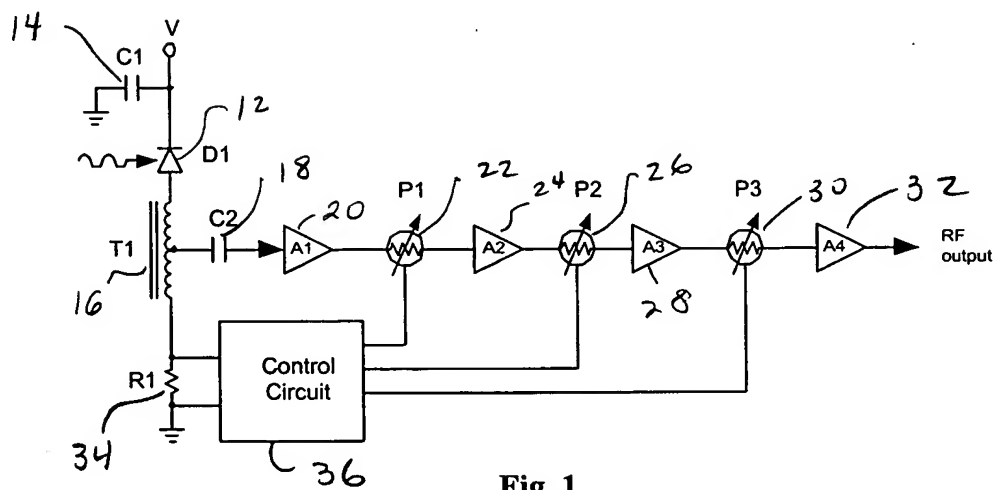 14
V
C1
12
D1
18
C2
T1
16
A1
20
P1
22
A2
24
P2
26
A3
28
P3
30
A4
32
RF
output
Control
Circuit
R1
34
36
Fig. 1